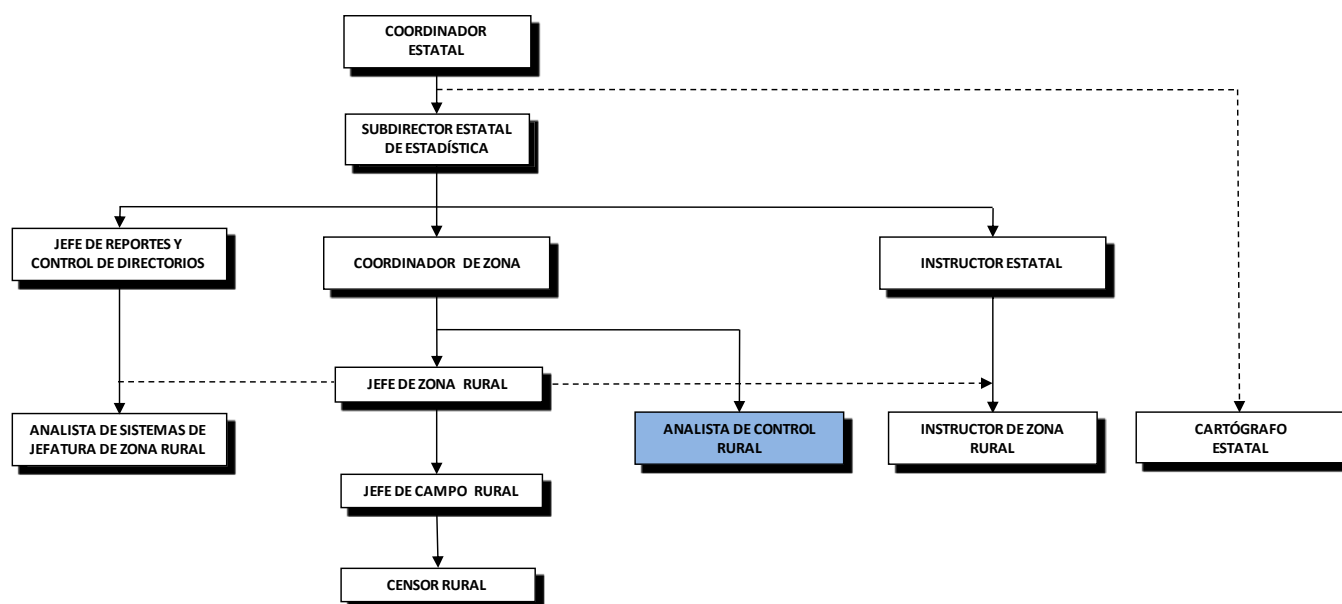 COORDINADOR
ESTATAL
SUBDIRECTOR ESTATAL
DE ESTADÍSTICA
JEFE DE REPORTES Y
CONTROL DE DIRECTORIOS
COORDINADOR DE ZONA
INSTRUCTOR ESTATAL
JEFE DE ZONA RURAL
ANALISTA DE SISTEMAS DE
JEFATURA DE ZONA RURAL
ANALISTA DE CONTROL
RURAL
INSTRUCTOR DE ZONA
RURAL
CARTÓGRAFO
ESTATAL
JEFE DE CAMPO RURAL
CENSOR RURAL